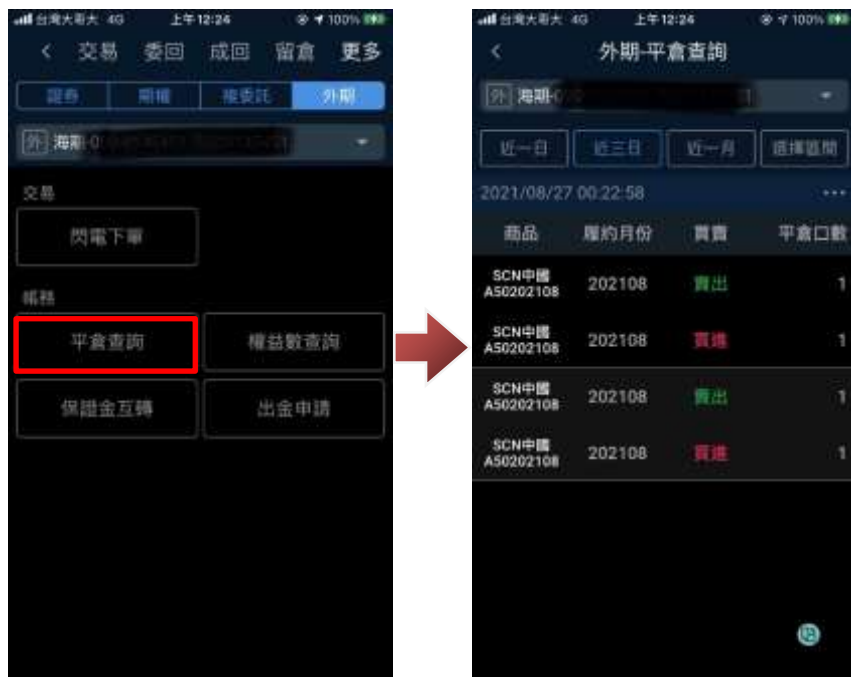 台灣大哥大 4G 上午12:24 100%
交易 委回 成回 留倉 更多
證券 期權 複委託 外期
外 海期-0
交易
閃電下單
帳務
平倉查詢 權益數查詢
保證金互轉 出金申請
台灣大哥大 4G 上午12:24 100%
外期-平倉查詢
外 海期-0
近一日 近三日 近一月 選擇區間
2021/08/27 00:22:58 ...
商品 履約月份 買賣 平倉口數
SCN中國
A50202108 202108 賣出 1
SCN中國
A50202108 202108 買進 1
SCN中國
A50202108 202108 賣出 1
SCN中國
A50202108 202108 買進 1